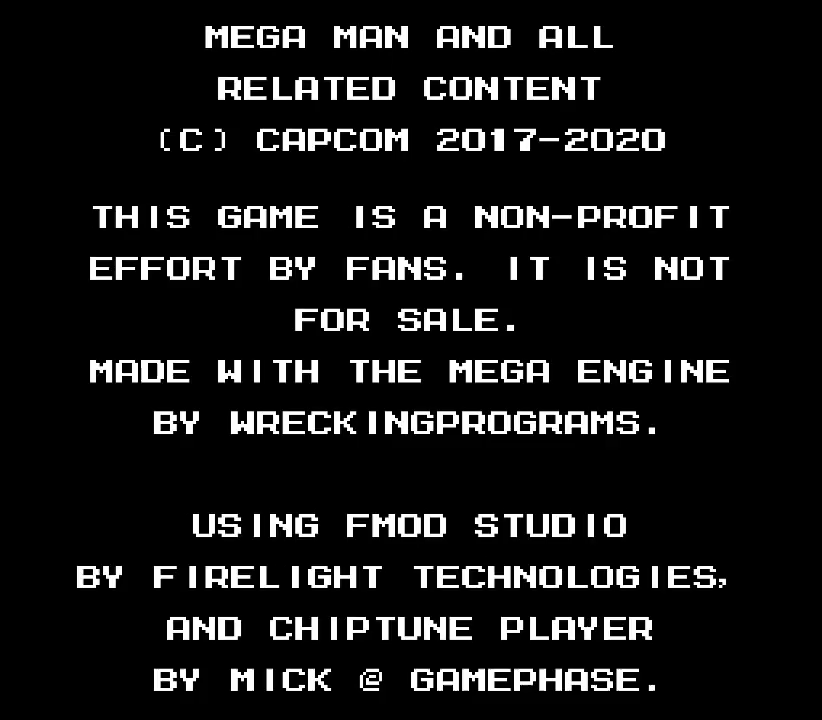 MEGA MAN AND ALL
RELATED CONTENT
(C) CAPCOM 2017-2020
THIS GAME IS A NON-PROFIT
EFFORT BY FANS. IT IS NOT
FOR SALE.
MADE WITH THE MEGA ENGINE
BY WRECKINGPROGRAMS.
USING FMOD STUDIO
BY FIRELIGHT TECHNOLOGIES,
AND CHIPTUNE PLAYER
BY MICK @ GAMEPHASE.